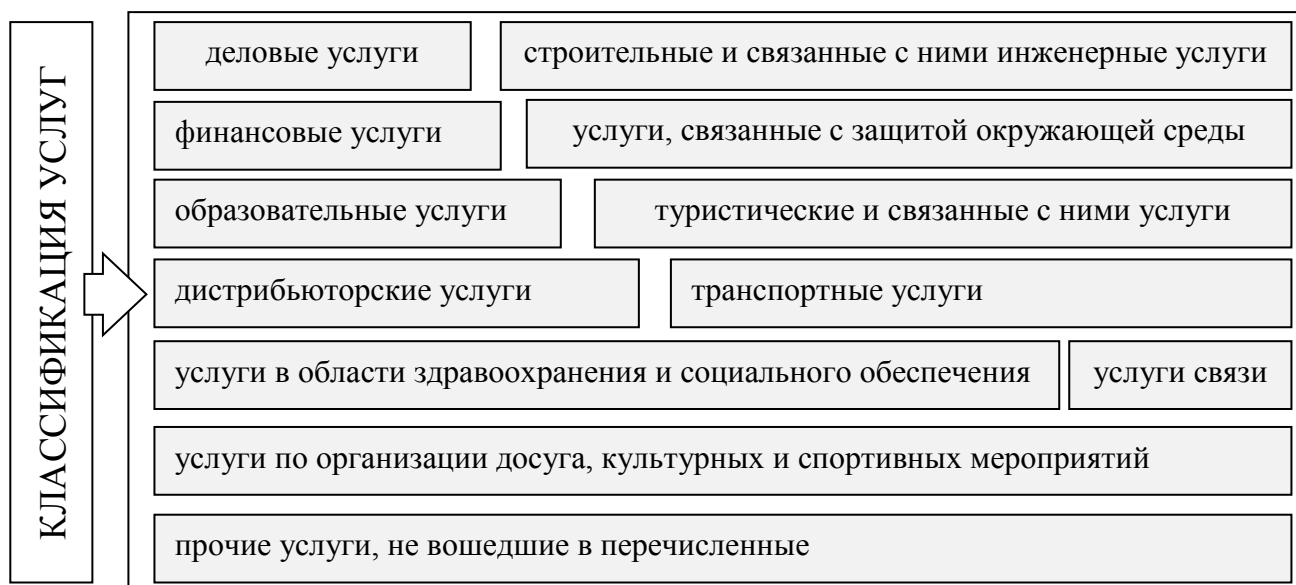 КЛАССИФИКАЦИЯ УСЛУГ
деловые услуги
строительные и связанные с ними инженерные услуги
финансовые услуги
услуги, связанные с защитой окружающей среды
образовательные услуги
туристические и связанные с ними услуги
дистрибьюторские услуги
транспортные услуги
услуги в области здравоохранения и социального обеспечения
услуги связи
услуги по организации досуга, культурных и спортивных мероприятий
прочие услуги, не вошедшие в перечисленные